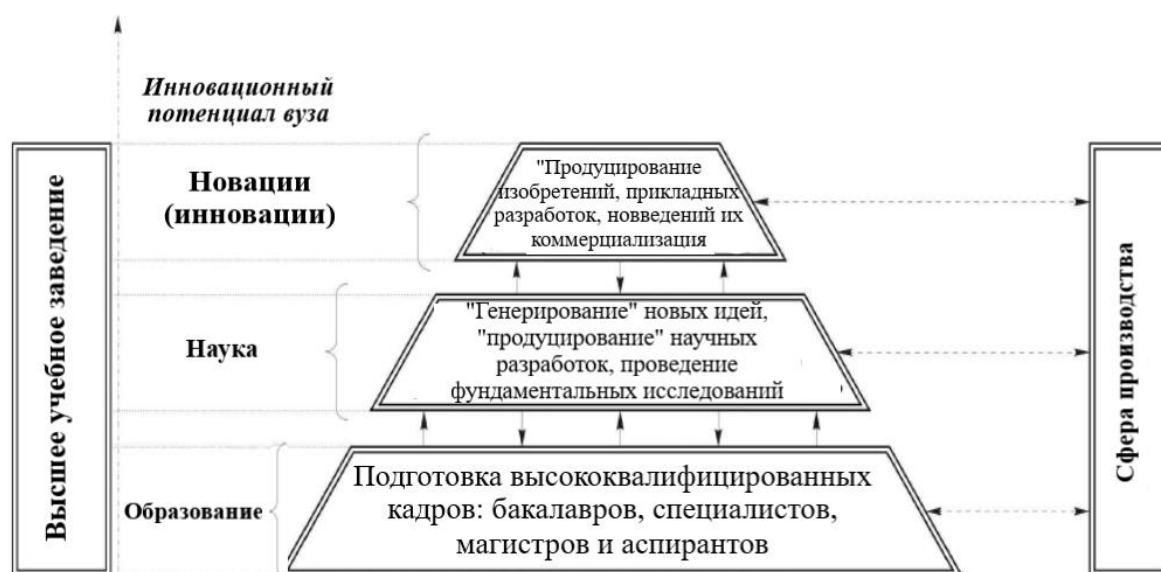 Инновационный
потенциал вуза
Высшее учебное заведение
Новации
(инновации)
"Продуцирование
изобретений, прикладных
разработок, новведений их
коммерциализация
Наука
"Генерирование" новых идей,
"продуцирование" научных
разработок, проведение
фундаментальных исследований
Образование
Подготовка высококвалифицированных
кадров: бакалавров, специалистов,
магистров и аспирантов
Сфера производства